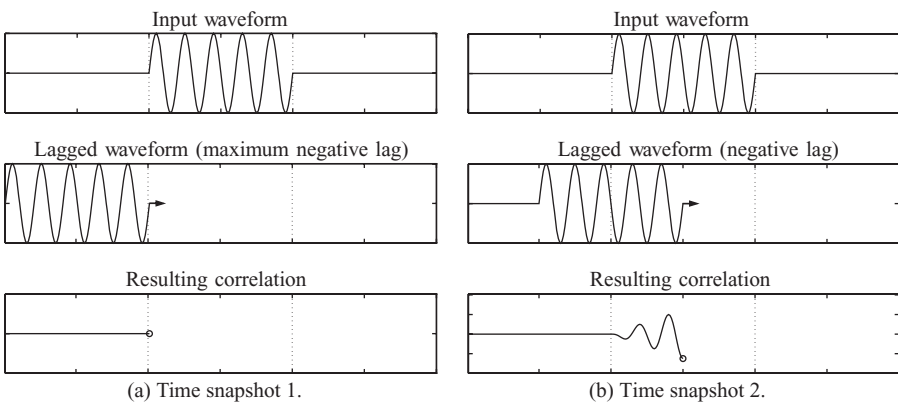 Input waveform
Lagged waveform (maximum negative lag)
Resulting correlation
(a) Time snapshot 1.
Input waveform
Lagged waveform (negative lag)
Resulting correlation
(b) Time snapshot 2.